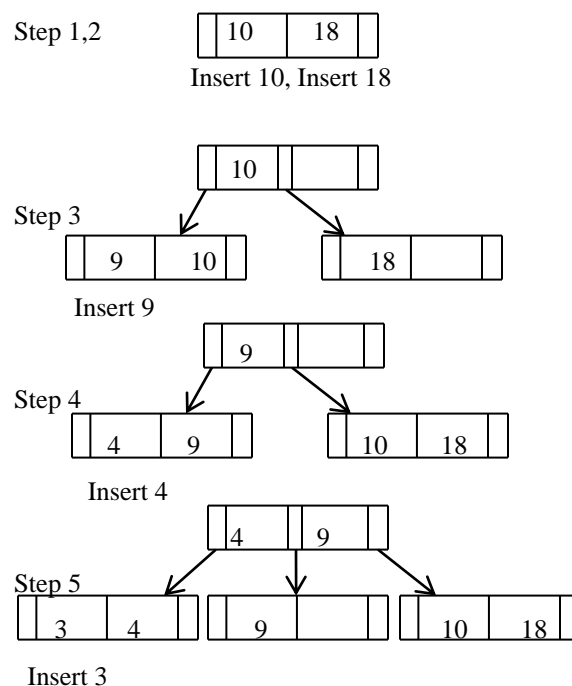 Step 1,2
10 18
Insert 10, Insert 18
10
Step 3
9 10 18
Insert 9
9
Step 4
4 9 10 18
Insert 4
4 9
Step 5
3 4 9 10 18
Insert 3